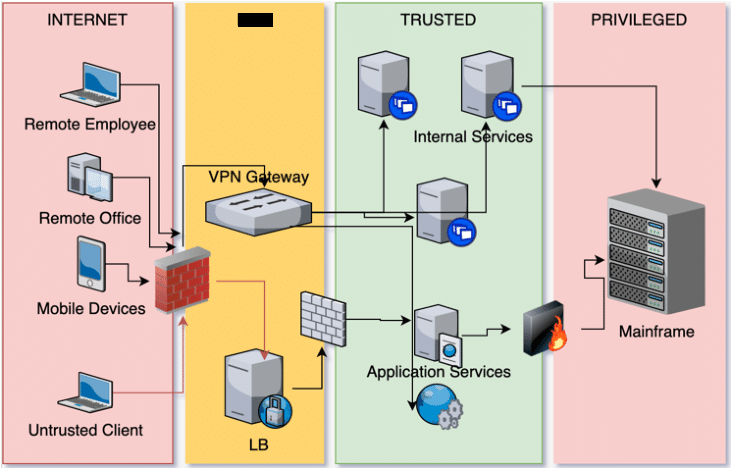 INTERNET
TRUSTED
PRIVILEGED
Remote Employee
Internal Services
VPN Gateway
Remote Office
Mobile Devices
Mainframe
Application Services
Untrusted Client
LB